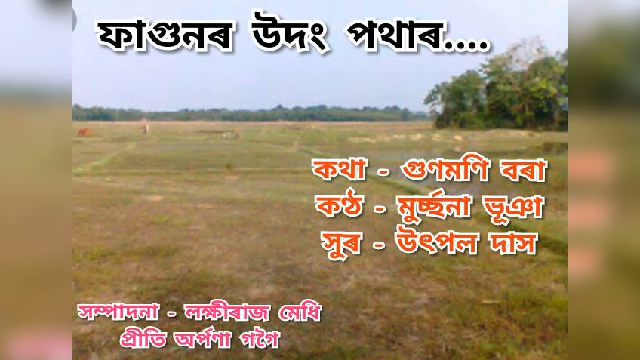 ফাগুনৰ উদং পথাৰ....
কথা - গুণমণি বৰা
কণ্ঠ - মুৰ্চ্ছনা ভূঞা
সুৰ - উৎপল দাস
সম্পাদনা - লক্ষীৰাজ মেধি
প্ৰীতি অৰ্পণা গগৈ